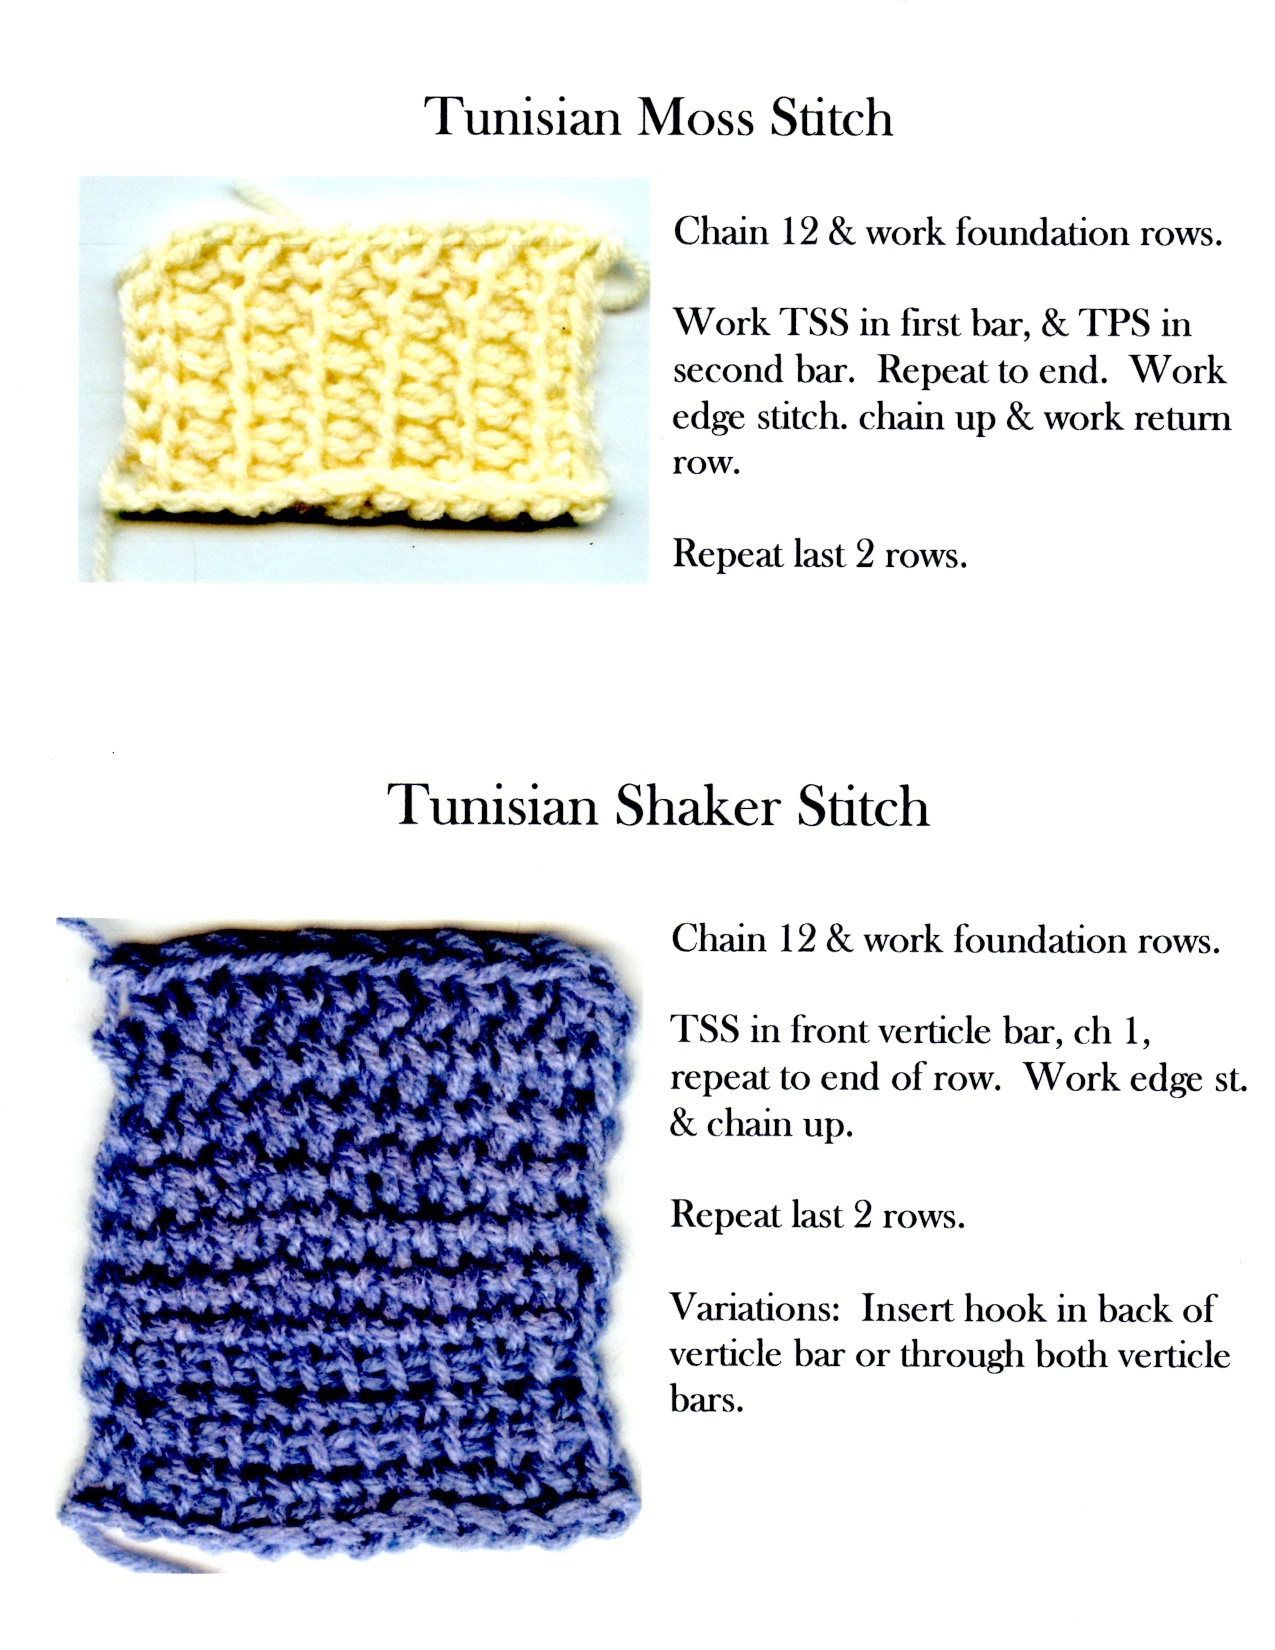 Tunisian Moss Stitch
Chain 12 & work foundation rows.
Work TSS in first bar, & TPS in
second bar.  Repeat to end.  Work
edge stitch. chain up & work return
row.
Repeat last 2 rows.
Tunisian Shaker Stitch
Chain 12 & work foundation rows.
TSS in front verticle bar, ch 1,
repeat to end of row.  Work edge st.
& chain up.
Repeat last 2 rows.
Variations:  Insert hook in back of
verticle bar or through both verticle
bars.